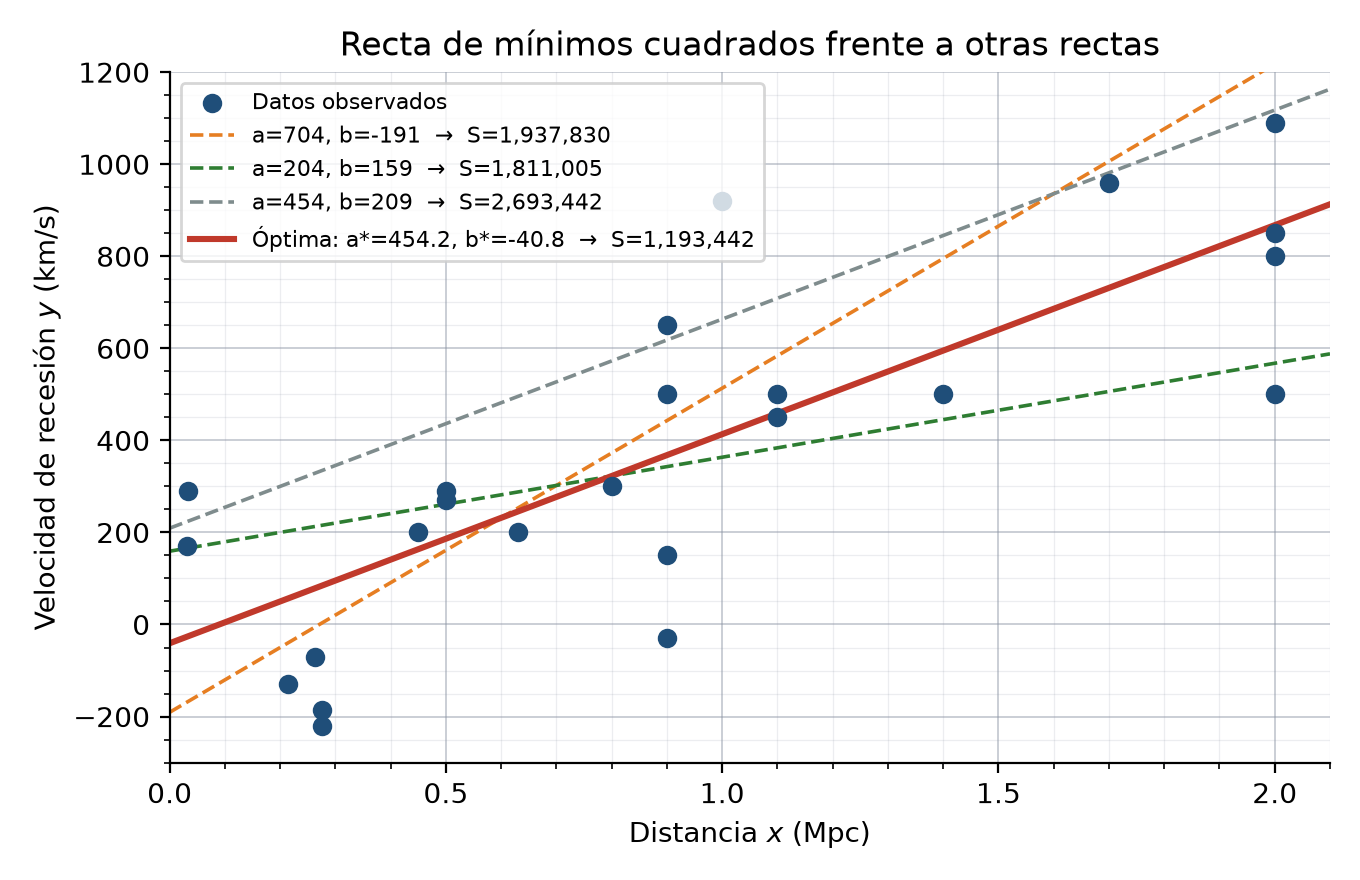 Recta de mínimos cuadrados frente a otras rectas
Datos observados
a=704, b=-191 → S=1,937,830
a=204, b=159 → S=1,811,005
a=454, b=209 → S=2,693,442
Óptima: a*=454.2, b*=-40.8 → S=1,193,442
1200
1000
800
600
400
200
0
−200
Velocidad de recesión y (km/s)
0.0 0.5 1.0 1.5 2.0
Distancia x (Mpc)